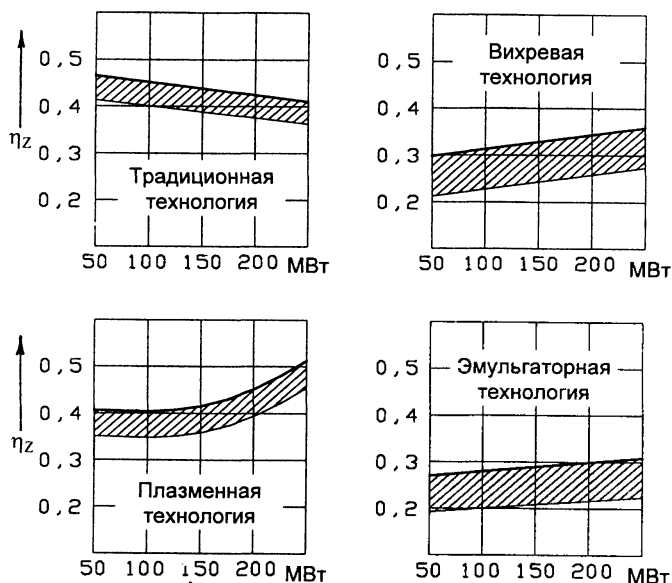 0,5
0,4
ηz
0,3
0,2
Традиционная
технология
50 100 150 200 МВт
Вихревая
технология
0,5
0,4
0,3
0,2
50 100 150 200 МВт
0,5
0,4
ηz
0,3
0,2
Плазменная
технология
50 100 150 200 МВт
Эмульгаторная
технология
0,5
0,4
0,3
0,2
50 100 150 200 МВт